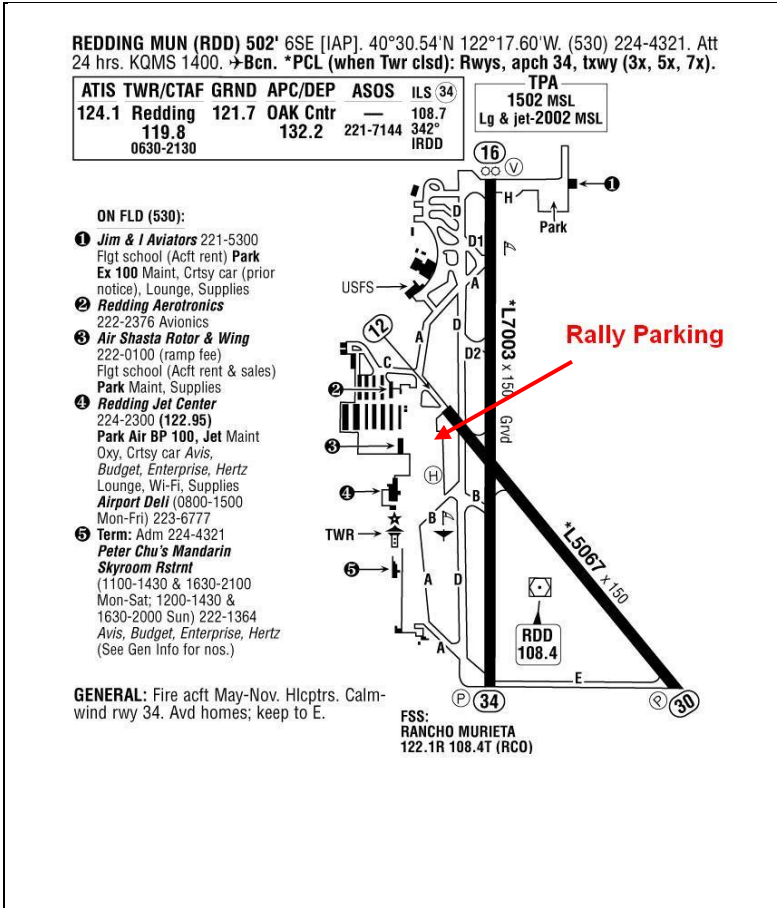 REDDING MUN (RDD) 502' 6SE [IAP]. 40°30.54'N 122°17.60'W. (530) 224-4321. Att
24 hrs. KQMS 1400. ✈Bcn. *PCL (when Twr clsd): Rwys, apch 34, txwy (3x, 5x, 7x).
ATIS TWR/CTAF GRND APC/DEP ASOS ILS 34
124.1 Redding 121.7 OAK Cntr — 108.7
119.8 132.2 221-7144 342°
0630-2130 IRDD
TPA
1502 MSL
Lg & jet-2002 MSL
ON FLD (530):
❶ Jim & I Aviators 221-5300
Flgt school (Acft rent) Park
Ex 100 Maint, Crtsy car (prior
notice), Lounge, Supplies
❷ Redding Aerotronics
222-2376 Avionics
❸ Air Shasta Rotor & Wing
222-0100 (ramp fee)
Flgt school (Acft rent & sales)
Park Maint, Supplies
❹ Redding Jet Center
224-2300 (122.95)
Park Air BP 100, Jet Maint
Oxy, Crtsy car Avis,
Budget, Enterprise, Hertz
Lounge, Wi-Fi, Supplies
Airport Deli (0800-1500
Mon-Fri) 223-6777
❺ Term: Adm 224-4321
Peter Chu's Mandarin
Skyroom Rstrnt
(1100-1430 & 1630-2100
Mon-Sat; 1200-1430 &
1630-2000 Sun) 222-1364
Avis, Budget, Enterprise, Hertz
(See Gen Info for nos.)
16
V
H
❶
Park
D
D1
USFS
A
A
D
12
*L7003 x 150 Grvd
Rally Parking
D2
C
❷
❸
H
❹
B
B
TWR
*L5067 x 150
❺
A
D
RDD
108.4
A
E
P
34
P
30
GENERAL: Fire acft May-Nov. Hlcptrs. Calm-
wind rwy 34. Avd homes; keep to E.
FSS:
RANCHO MURIETA
122.1R 108.4T (RCO)